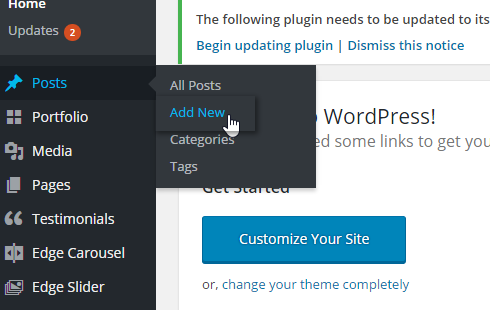 Home
Updates 2
Posts
Portfolio
Media
Pages
Testimonials
Edge Carousel
Edge Slider
All Posts
Add New
Categories
Tags
The following plugin needs to be updated to its
Begin updating plugin | Dismiss this notice
WordPress!
some links to get you
Get Started
Customize Your Site
or, change your theme completely